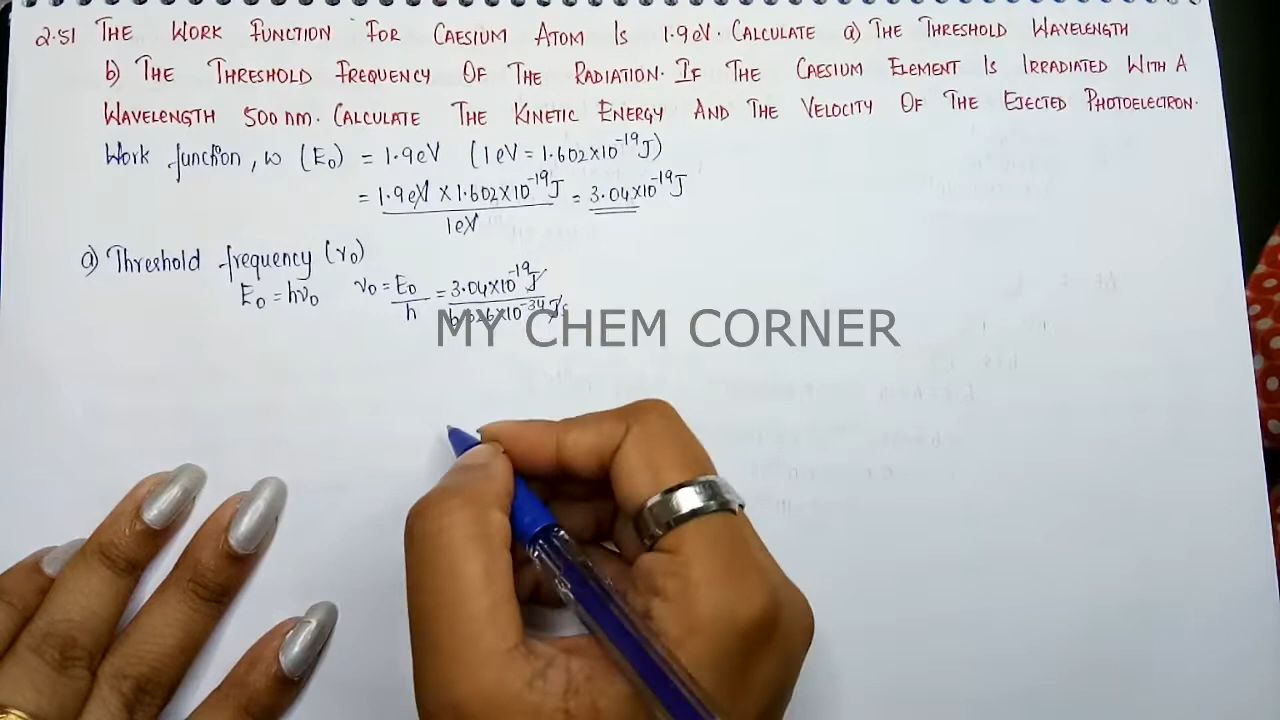 2.51 THE WORK FUNCTION FOR CAESIUM ATOM IS 1.9eV. CALCULATE a) THE THRESHOLD WAVELENGTH
b) THE THRESHOLD FREQUENCY OF THE RADIATION. IF THE CAESIUM ELEMENT IS IRRADIATED WITH A
WAVELENGTH 500 nm. CALCULATE THE KINETIC ENERGY AND THE VELOCITY OF THE EJECTED PHOTOELECTRON.
Work function, ω (E₀) = 1.9eV (1eV = 1.602×10⁻¹⁹J)
= 1.9eV × 1.602×10⁻¹⁹J / 1eV = 3.04×10⁻¹⁹J
a) Threshold frequency (ν₀)
E₀ = hν₀ ν₀ = E₀ / h = 3.04×10⁻¹⁹J / 6.626×10⁻³⁴Js
MY CHEM CORNER